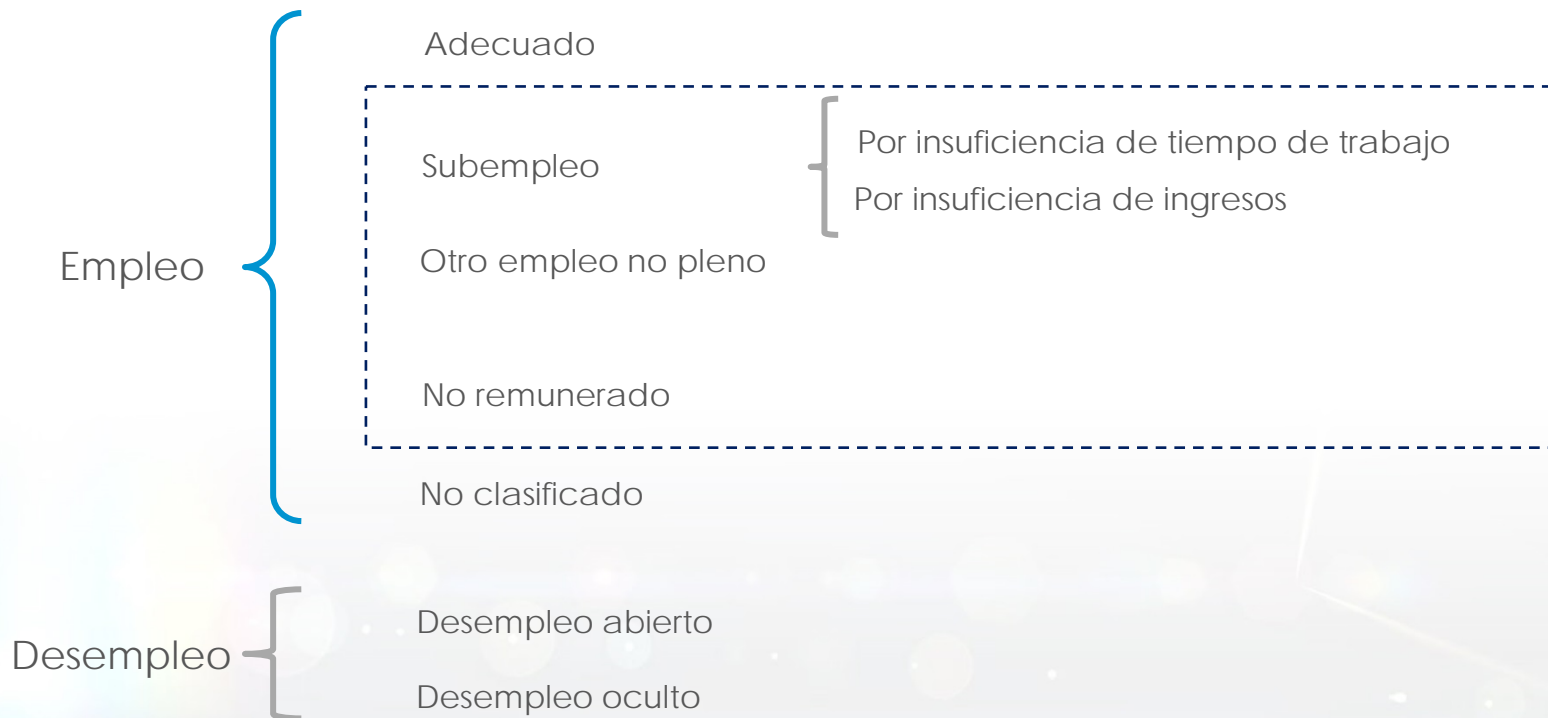 Adecuado
Subempleo
Por insuficiencia de tiempo de trabajo
Por insuficiencia de ingresos
Empleo
Otro empleo no pleno
No remunerado
No clasificado
Desempleo
Desempleo abierto
Desempleo oculto